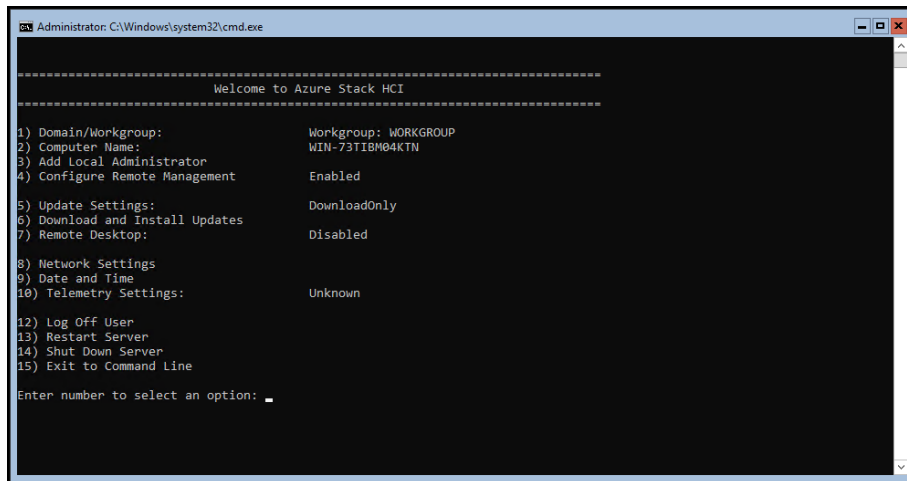 Administrator: C:\Windows\system32\cmd.exe
================================================================================
Welcome to Azure Stack HCI
================================================================================
1) Domain/Workgroup: Workgroup: WORKGROUP
2) Computer Name: WIN-73TIBM04KTN
3) Add Local Administrator
4) Configure Remote Management Enabled
5) Update Settings: DownloadOnly
6) Download and Install Updates
7) Remote Desktop: Disabled
8) Network Settings
9) Date and Time
10) Telemetry Settings: Unknown
12) Log Off User
13) Restart Server
14) Shut Down Server
15) Exit to Command Line
Enter number to select an option: